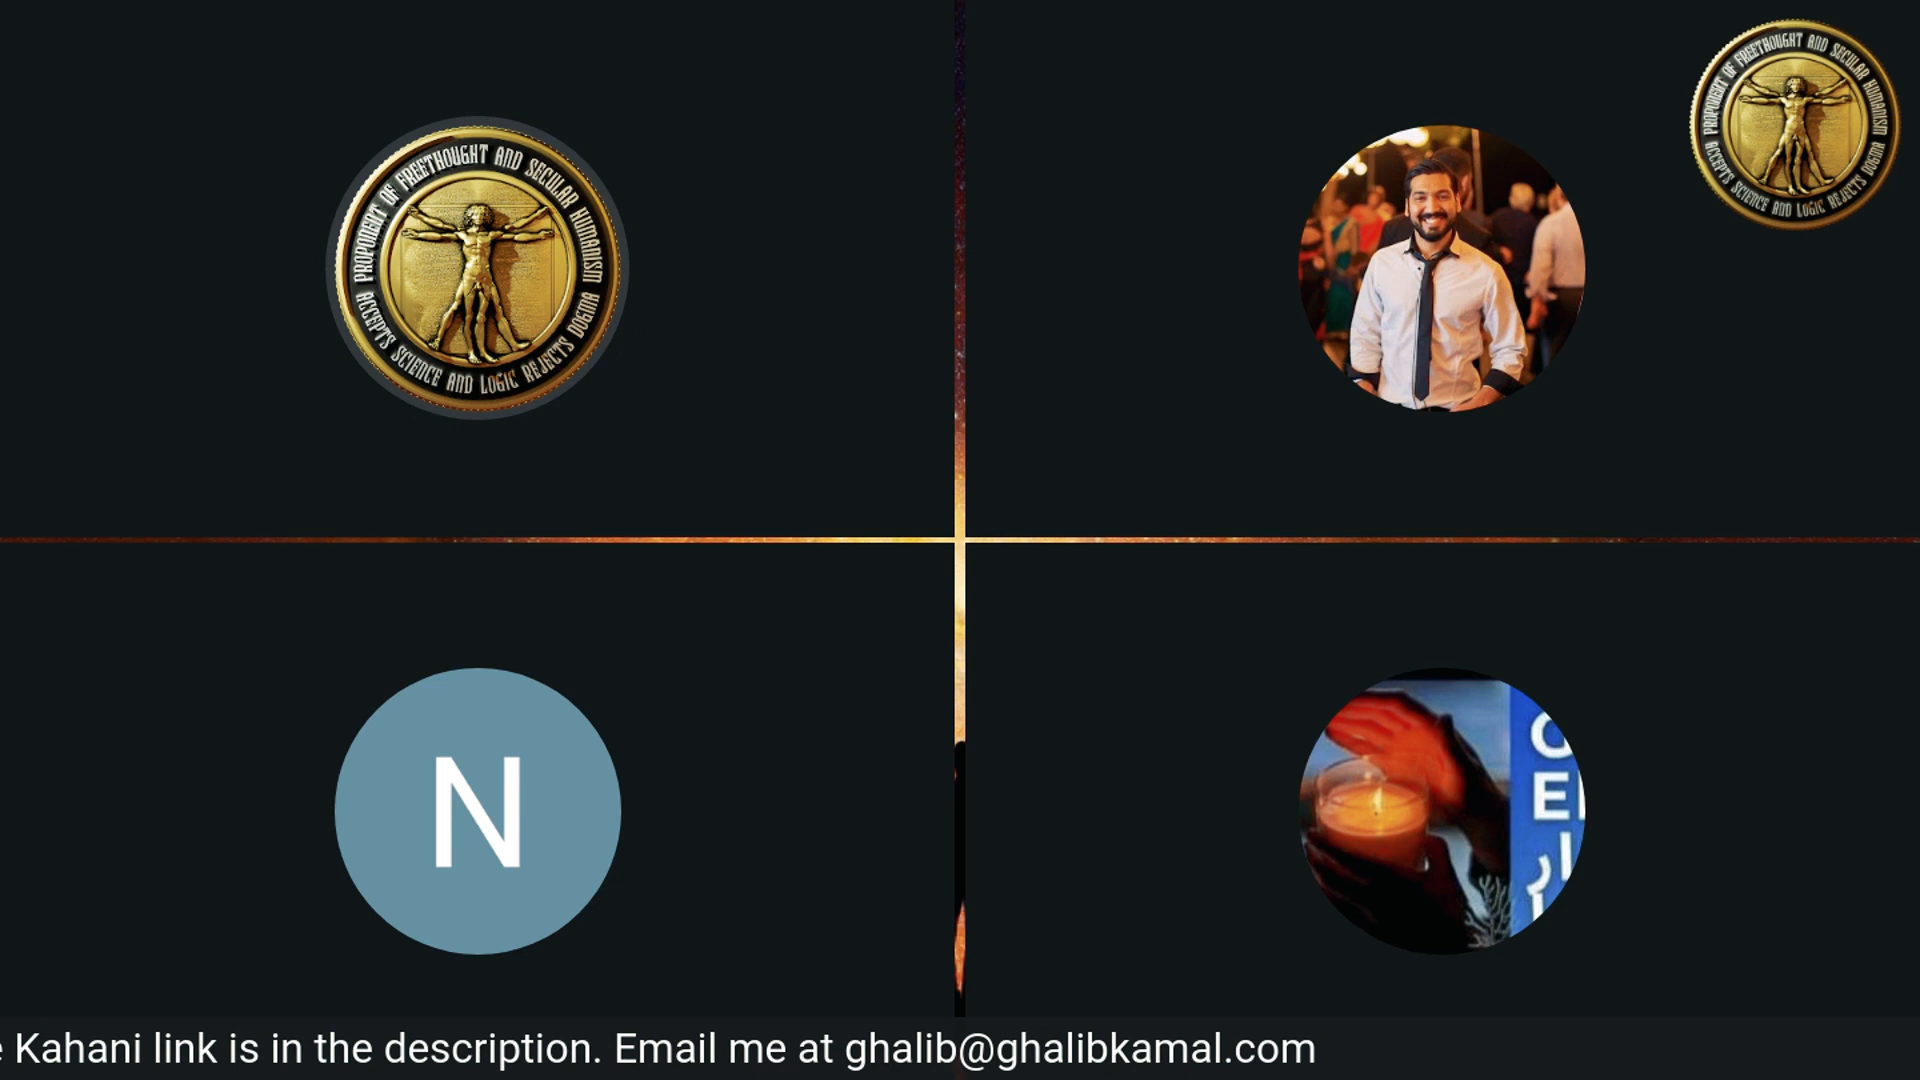 PROPONENT OF FREETHOUGHT AND SECULAR HUMANISM
ACCEPTS SCIENCE AND LOGIC REJECTS DOGMA
PROPONENT OF FREETHOUGHT AND SECULAR HUMANISM
ACCEPTS SCIENCE AND LOGIC REJECTS DOGMA
N
Kahani link is in the description. Email me at ghalib@ghalibkamal.com